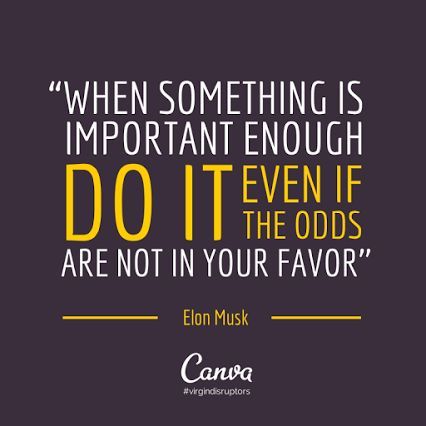 “WHEN SOMETHING IS
IMPORTANT ENOUGH
DO IT EVEN IF
THE ODDS
ARE NOT IN YOUR FAVOR”
Elon Musk
Canva
#virgindisruptors